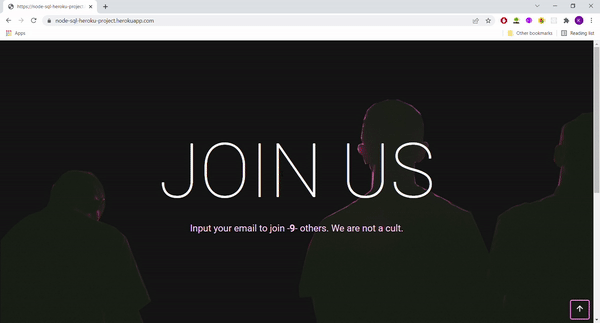 https://node-sql-heroku-project
node-sql-heroku-project.herokuapp.com
Apps
Other bookmarks
Reading list
JOIN US
Input your email to join -9- others. We are not a cult.